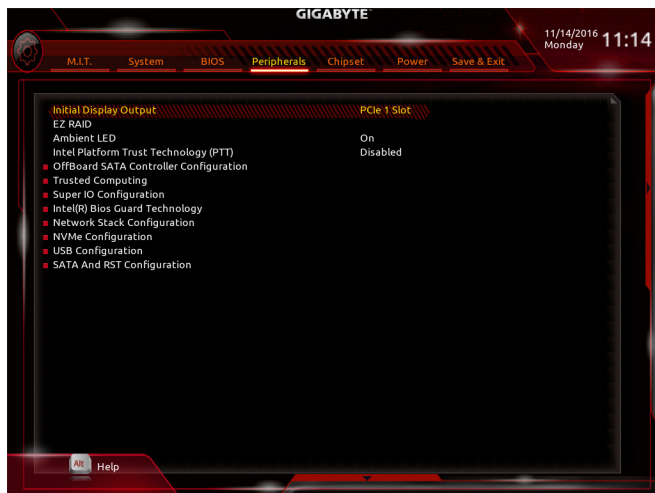 GIGABYTE™
11/14/2016 11:14
Monday
M.I.T. System BIOS Peripherals Chipset Power Save & Exit
Initial Display Output PCIe 1 Slot
EZ RAID
Ambient LED On
Intel Platform Trust Technology (PTT) Disabled
OffBoard SATA Controller Configuration
Trusted Computing
Super IO Configuration
Intel(R) Bios Guard Technology
Network Stack Configuration
NVMe Configuration
USB Configuration
SATA And RST Configuration
Alt Help